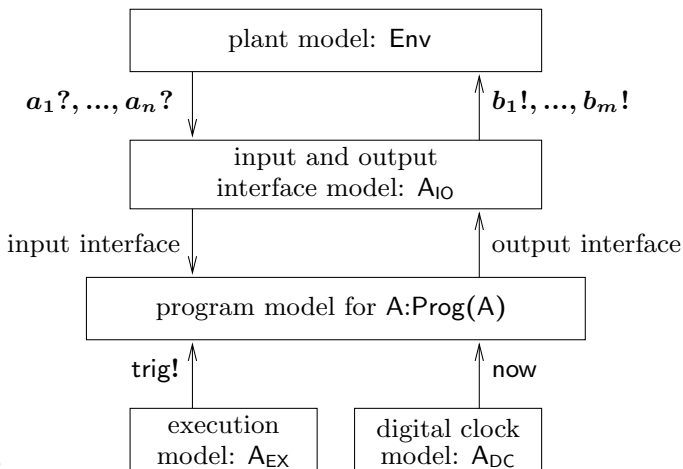 plant model: Env
a₁?, ..., aₙ? b₁!, ..., bₘ!
input and output
interface model: A_IO
input interface output interface
program model for A:Prog(A)
trig! now
execution digital clock
model: A_EX model: A_DC